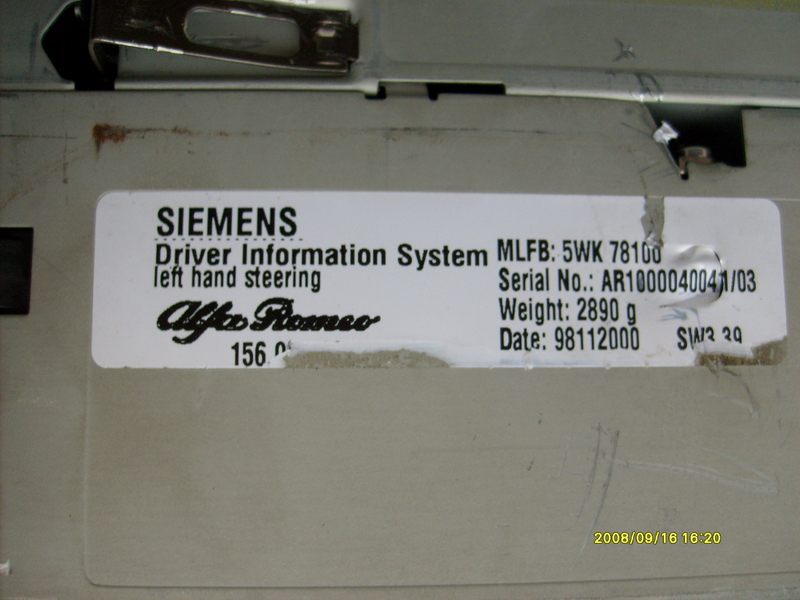 SIEMENS
Driver Information System
left hand steering
Alfa Romeo
156.0
MLFB: 5WK 78100
Serial No.: AR1000040041/03
Weight: 2890 g
Date: 98112000 SW3.39
2008/09/16 16:20